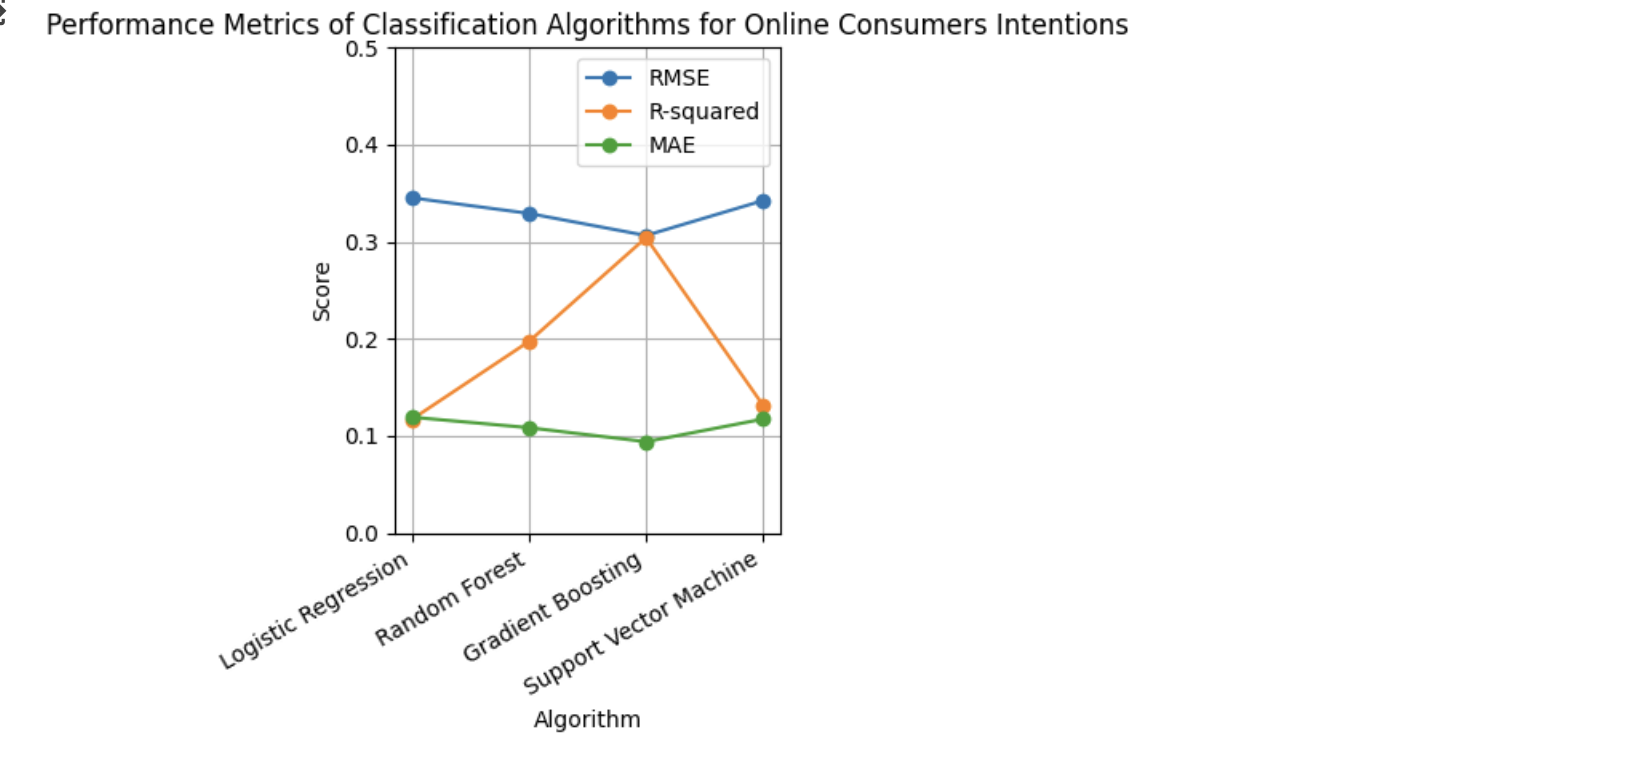 Performance Metrics of Classification Algorithms for Online Consumers Intentions
0.5
0.4
0.3
0.2
0.1
0.0
Score
RMSE
R-squared
MAE
Logistic Regression
Random Forest
Gradient Boosting
Support Vector Machine
Algorithm